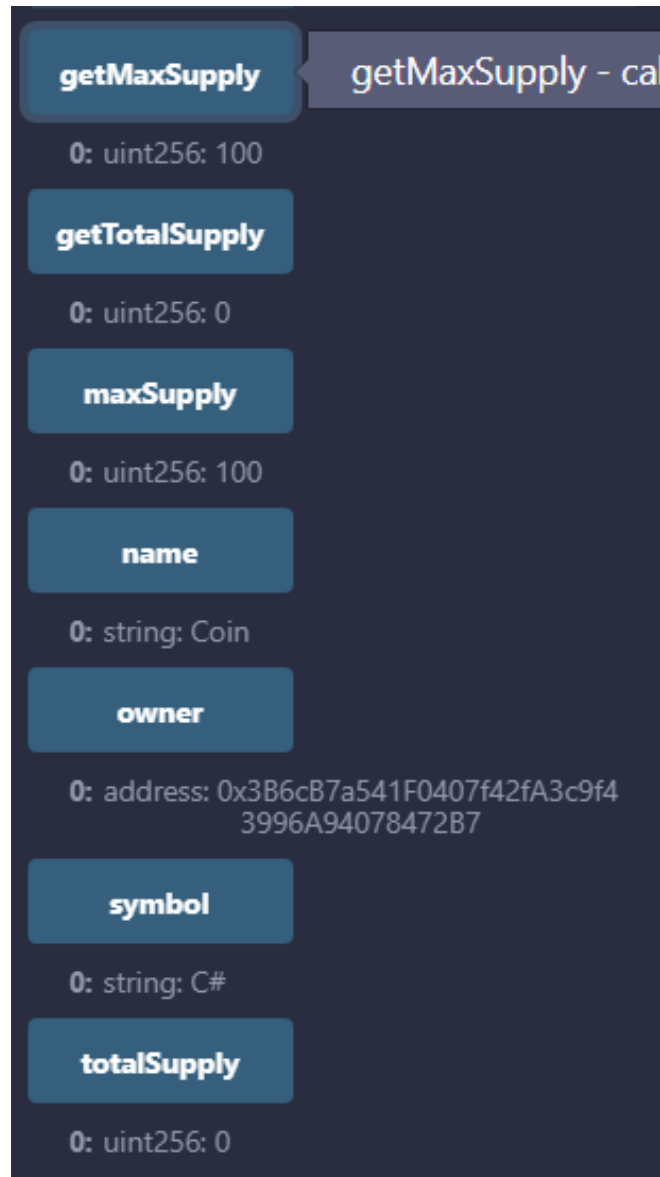 getMaxSupply
getMaxSupply - cal
0: uint256: 100
getTotalSupply
0: uint256: 0
maxSupply
0: uint256: 100
name
0: string: Coin
owner
0: address: 0x3B6cB7a541F0407f42fA3c9f4
3996A94078472B7
symbol
0: string: C#
totalSupply
0: uint256: 0